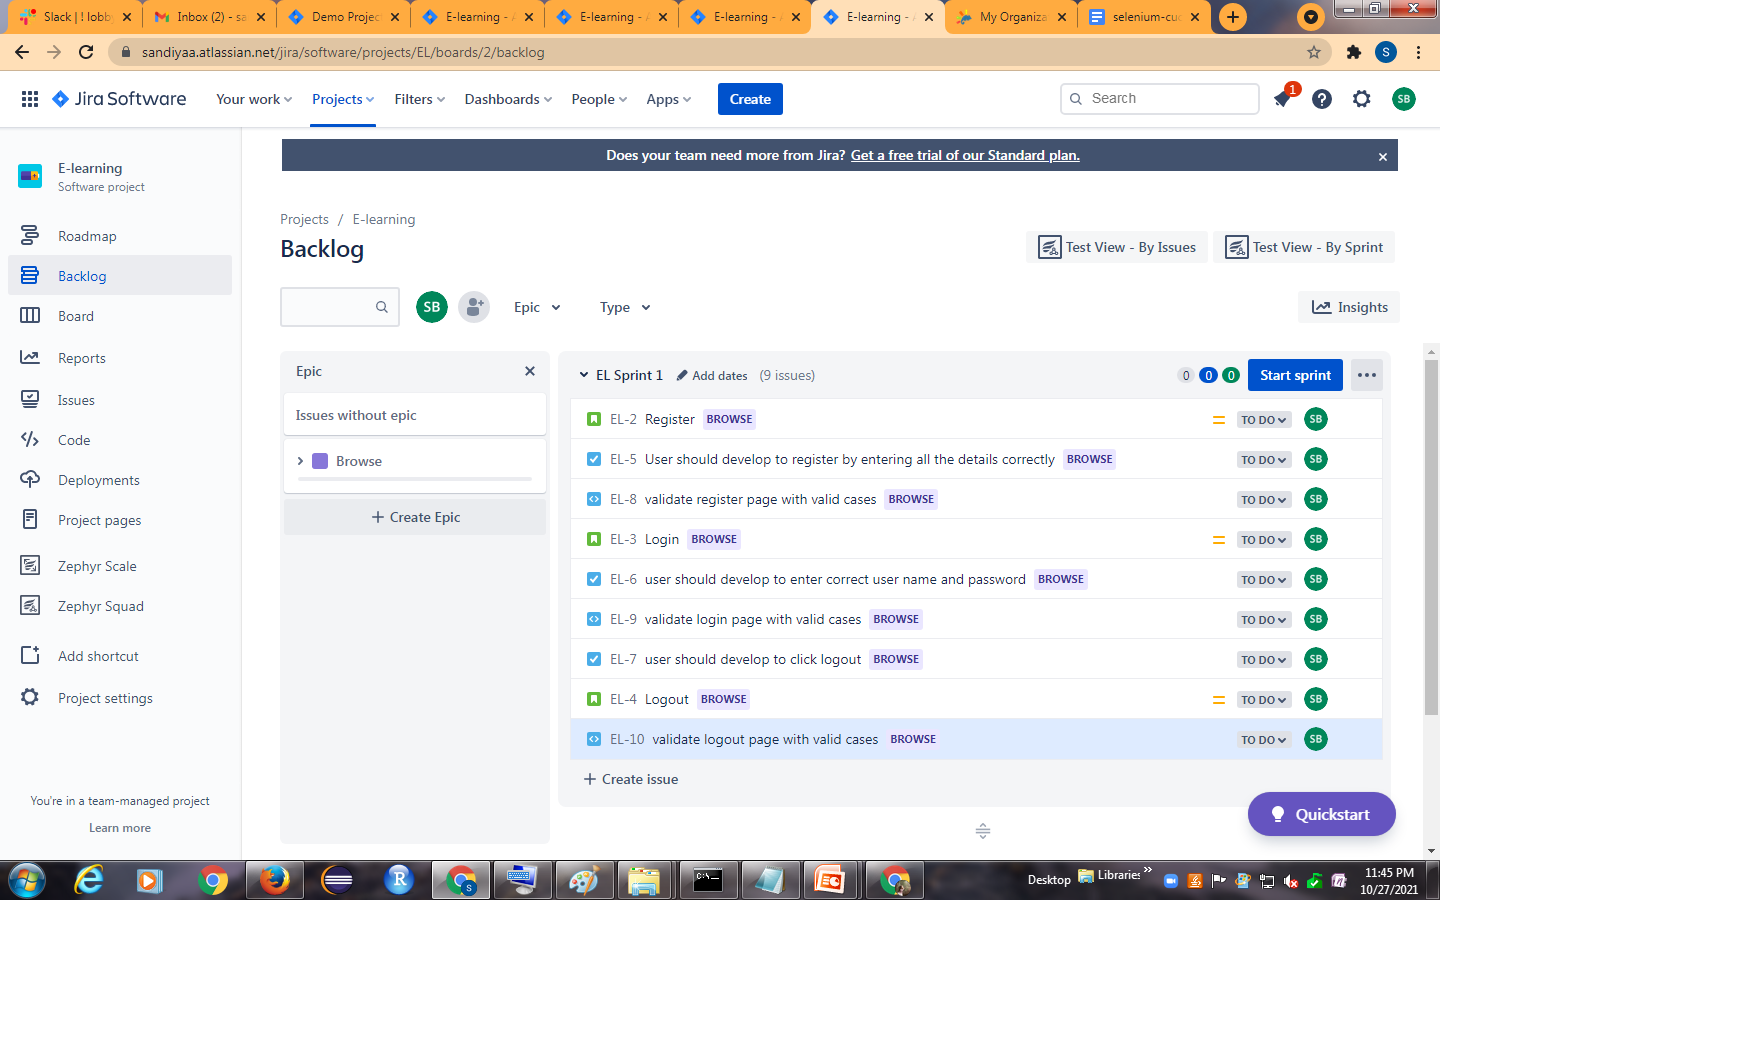 Slack | ! lobby
Inbox (2) - sa
Demo Projec
E-learning - A
E-learning - A
E-learning - A
E-learning - A
My Organiza
selenium-cuc
sandiyaa.atlassian.net/jira/software/projects/EL/boards/2/backlog
S
Jira Software
Your work
Projects
Filters
Dashboards
People
Apps
Create
Search
1
SB
Does your team need more from Jira? Get a free trial of our Standard plan.
E-learning
Software project
Roadmap
Backlog
Board
Reports
Issues
Code
Deployments
Project pages
Zephyr Scale
Zephyr Squad
Add shortcut
Project settings
You're in a team-managed project
Learn more
Projects / E-learning
Backlog
Test View - By Issues
Test View - By Sprint
SB
Epic
Type
Insights
Epic
Issues without epic
Browse
+ Create Epic
EL Sprint 1 Add dates (9 issues)
0 0 0 Start sprint
EL-2 Register BROWSE TO DO SB
EL-5 User should develop to register by entering all the details correctly BROWSE TO DO SB
EL-8 validate register page with valid cases BROWSE TO DO SB
EL-3 Login BROWSE TO DO SB
EL-6 user should develop to enter correct user name and password BROWSE TO DO SB
EL-9 validate login page with valid cases BROWSE TO DO SB
EL-7 user should develop to click logout BROWSE TO DO SB
EL-4 Logout BROWSE TO DO SB
EL-10 validate logout page with valid cases BROWSE TO DO SB
+ Create issue
Quickstart
Desktop
Libraries
11:45 PM
10/27/2021